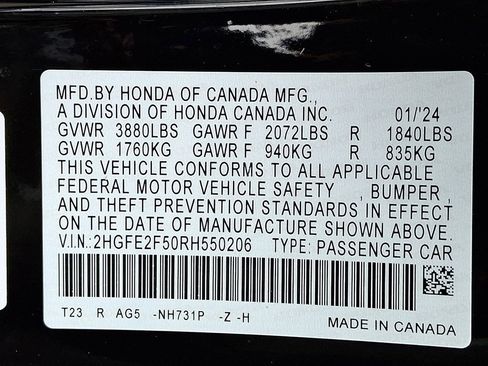 MFD.BY HONDA OF CANADA MFG.,
A DIVISION OF HONDA CANADA INC. 01/'24
GVWR 3880LBS GAWR F 2072LBS R 1840LBS
GVWR 1760KG GAWR F 940KG R 835KG
THIS VEHICLE CONFORMS TO ALL APPLICABLE
FEDERAL MOTOR VEHICLE SAFETY , BUMPER ,
AND THEFT PREVENTION STANDARDS IN EFFECT
ON THE DATE OF MANUFACTURE SHOWN ABOVE.
V.I.N.:2HGFE2F50RH550206 TYPE: PASSENGER CAR
T23 R AG5 -NH731P -Z -H
MADE IN CANADA